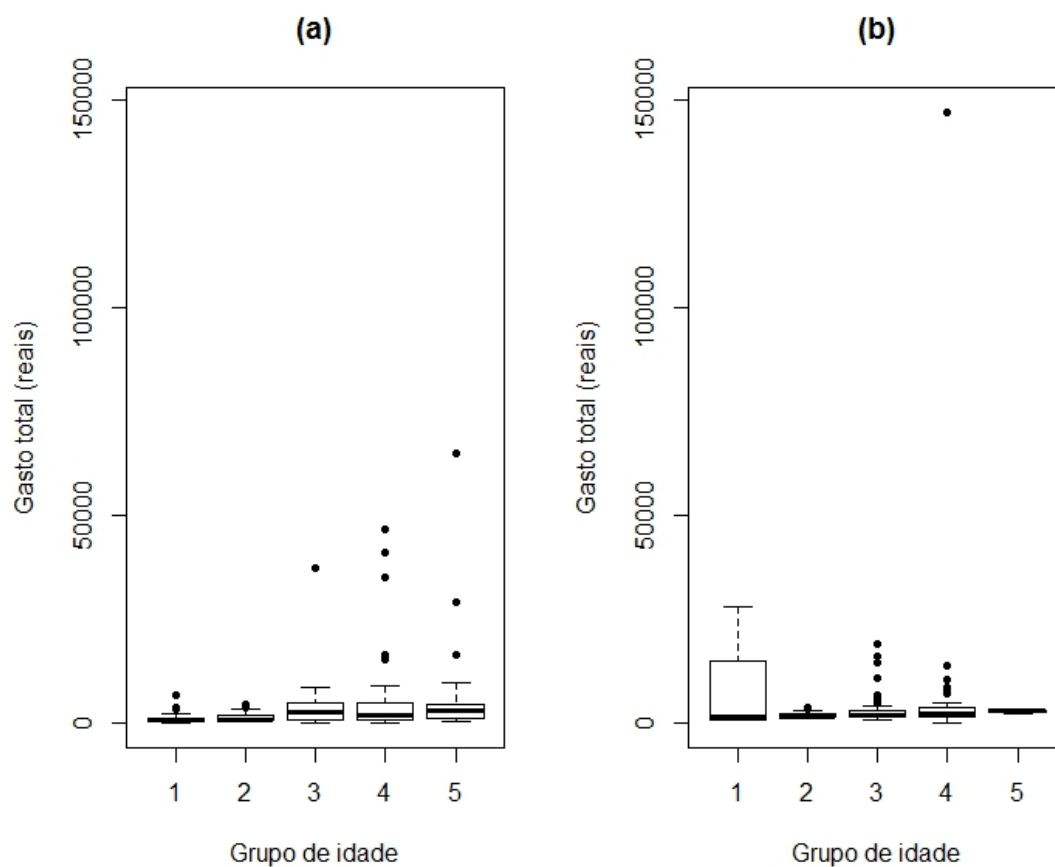 (a)
Gasto total (reais)
150000
100000
50000
0
1 2 3 4 5
Grupo de idade
(b)
Gasto total (reais)
150000
100000
50000
0
1 2 3 4 5
Grupo de idade